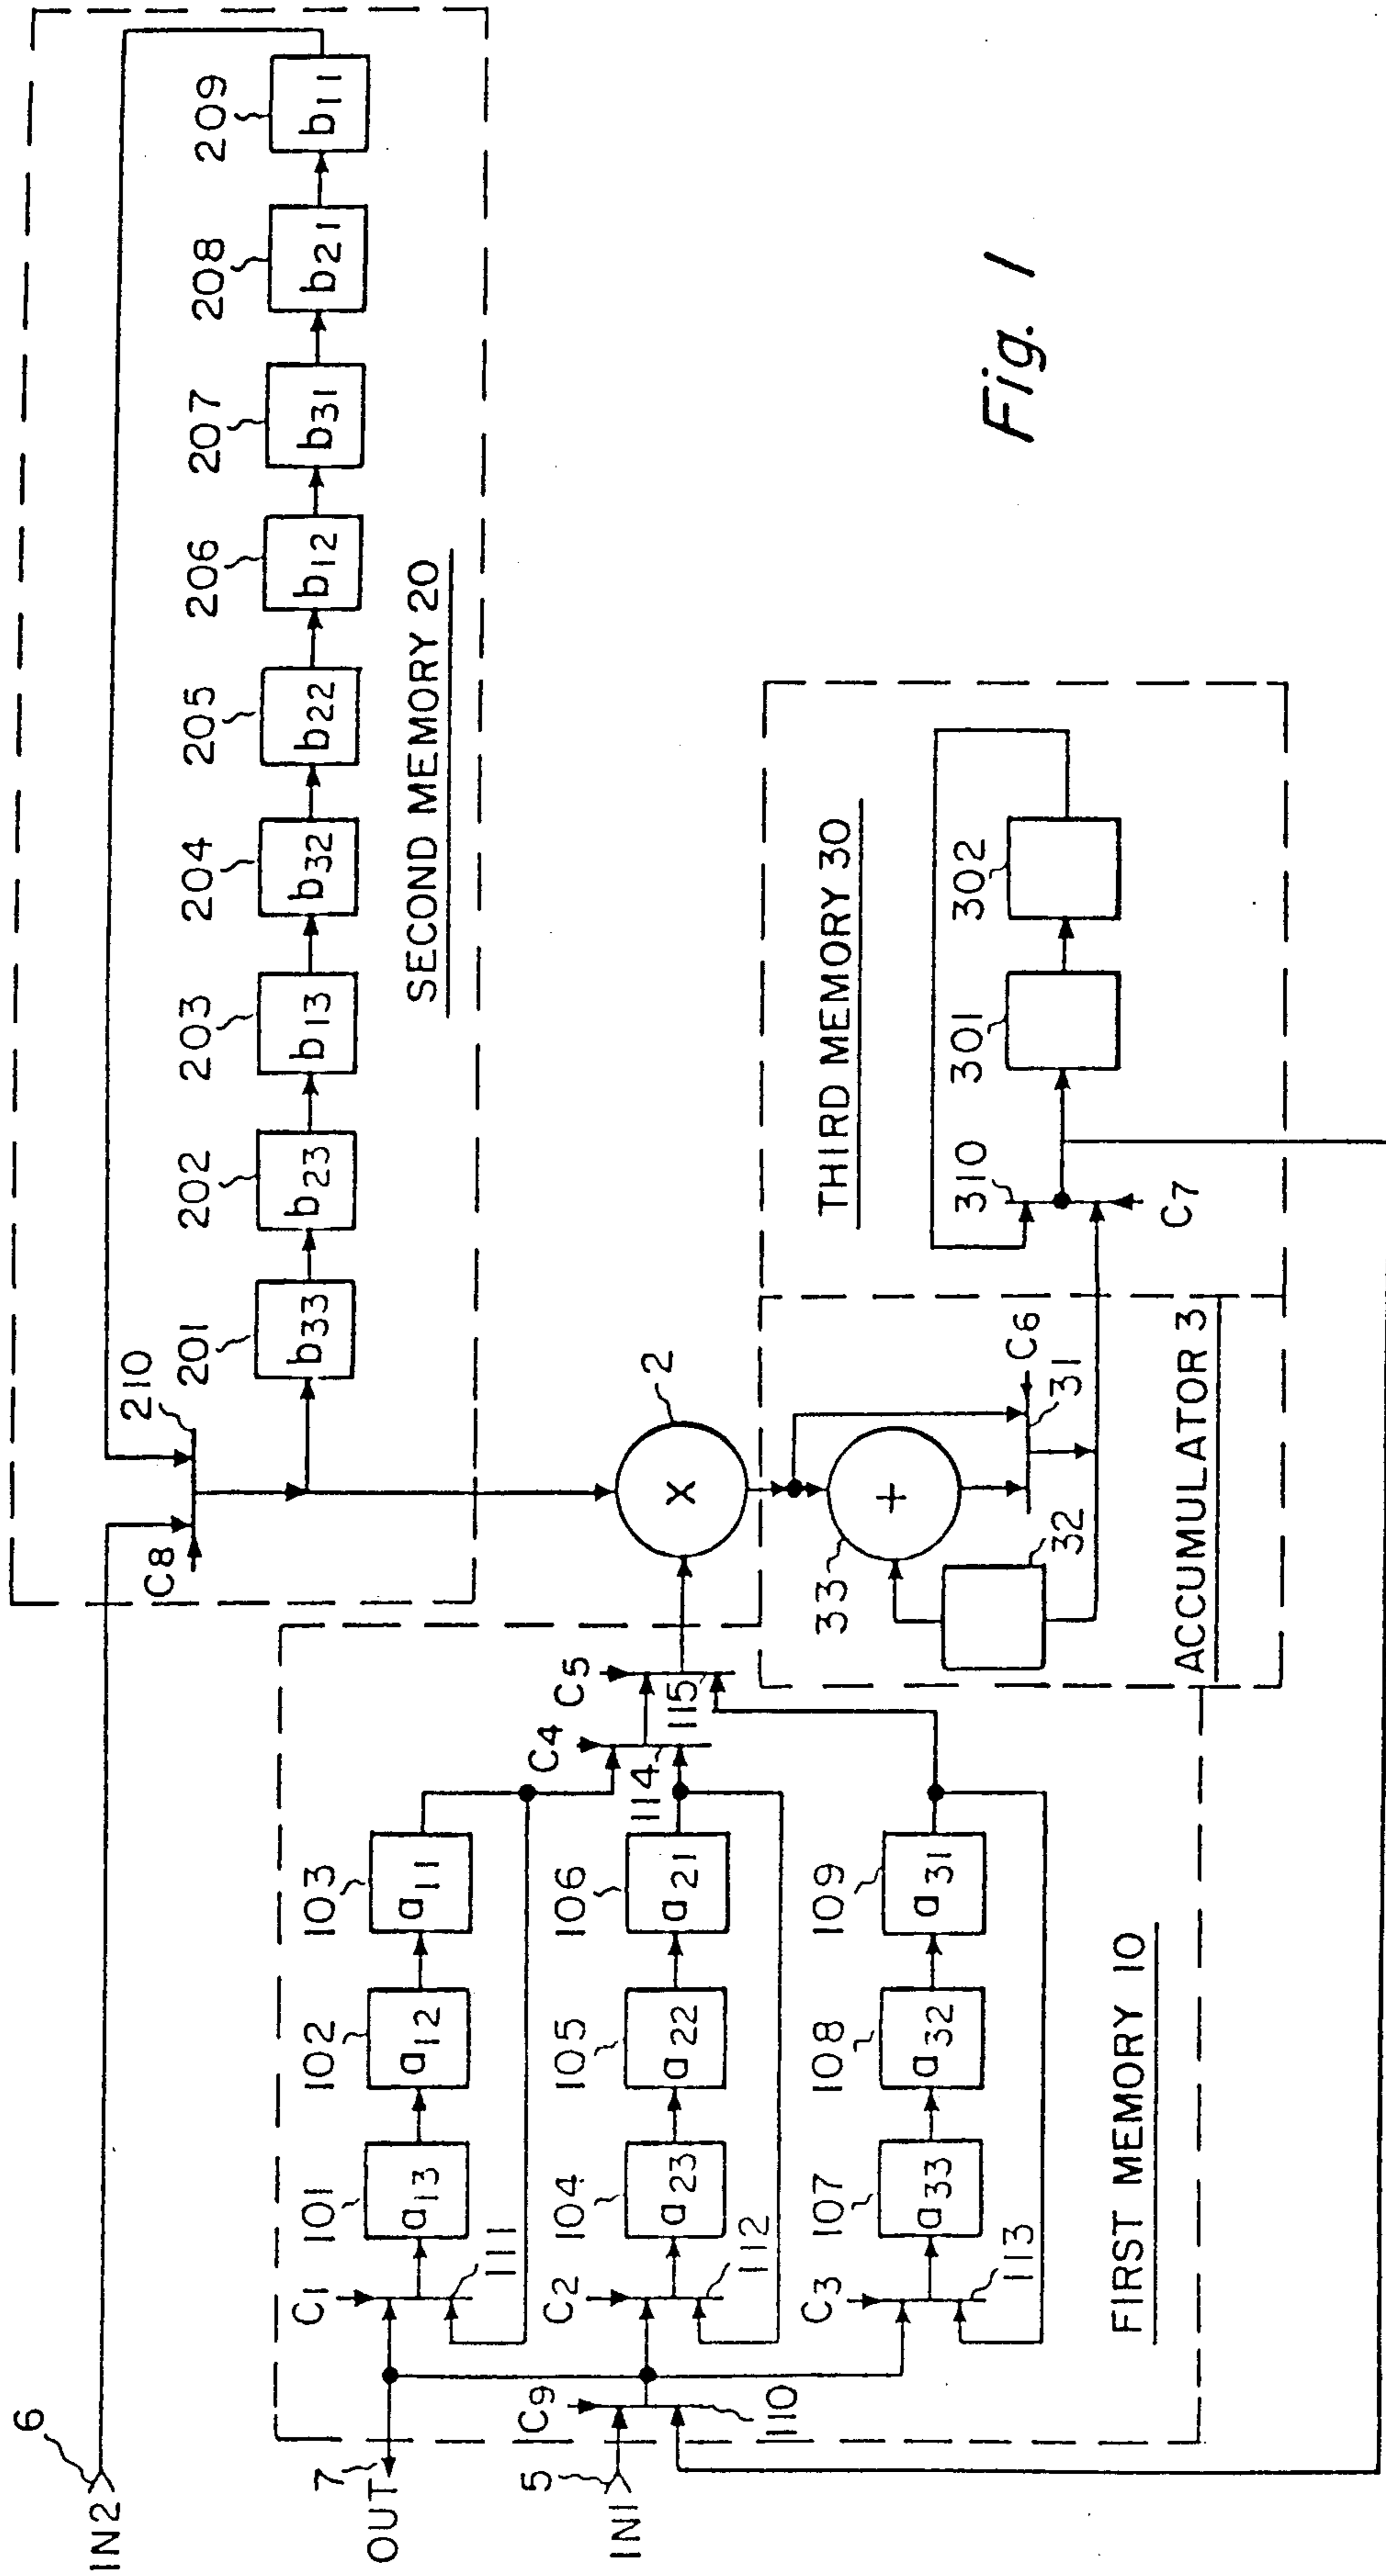 IN2
6
C8
210
201
b33
202
b23
203
b13
204
b32
205
b22
206
b12
207
b31
208
b21
209
b11
SECOND MEMORY 20
OUT
7
IN1
5
C9
110
C1
111
101
a13
102
a12
103
a11
C2
112
104
a23
105
a22
106
a21
C3
113
107
a33
108
a32
109
a31
C4
114
C5
115
FIRST MEMORY 10
2
X
33
+
32
31
C6
ACCUMULATOR 3
THIRD MEMORY 30
310
C7
301
302
Fig. 1